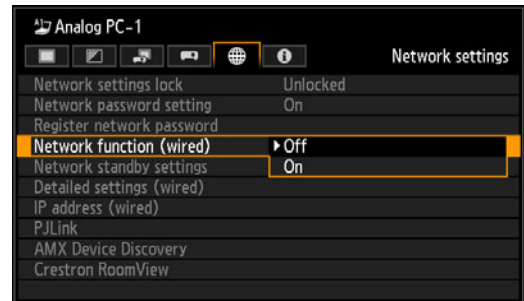 Analog PC-1
Network settings
Network settings lock Unlocked
Network password setting On
Register network password
Network function (wired) Off
Network standby settings On
Detailed settings (wired)
IP address (wired)
PJLink
AMX Device Discovery
Crestron RoomView